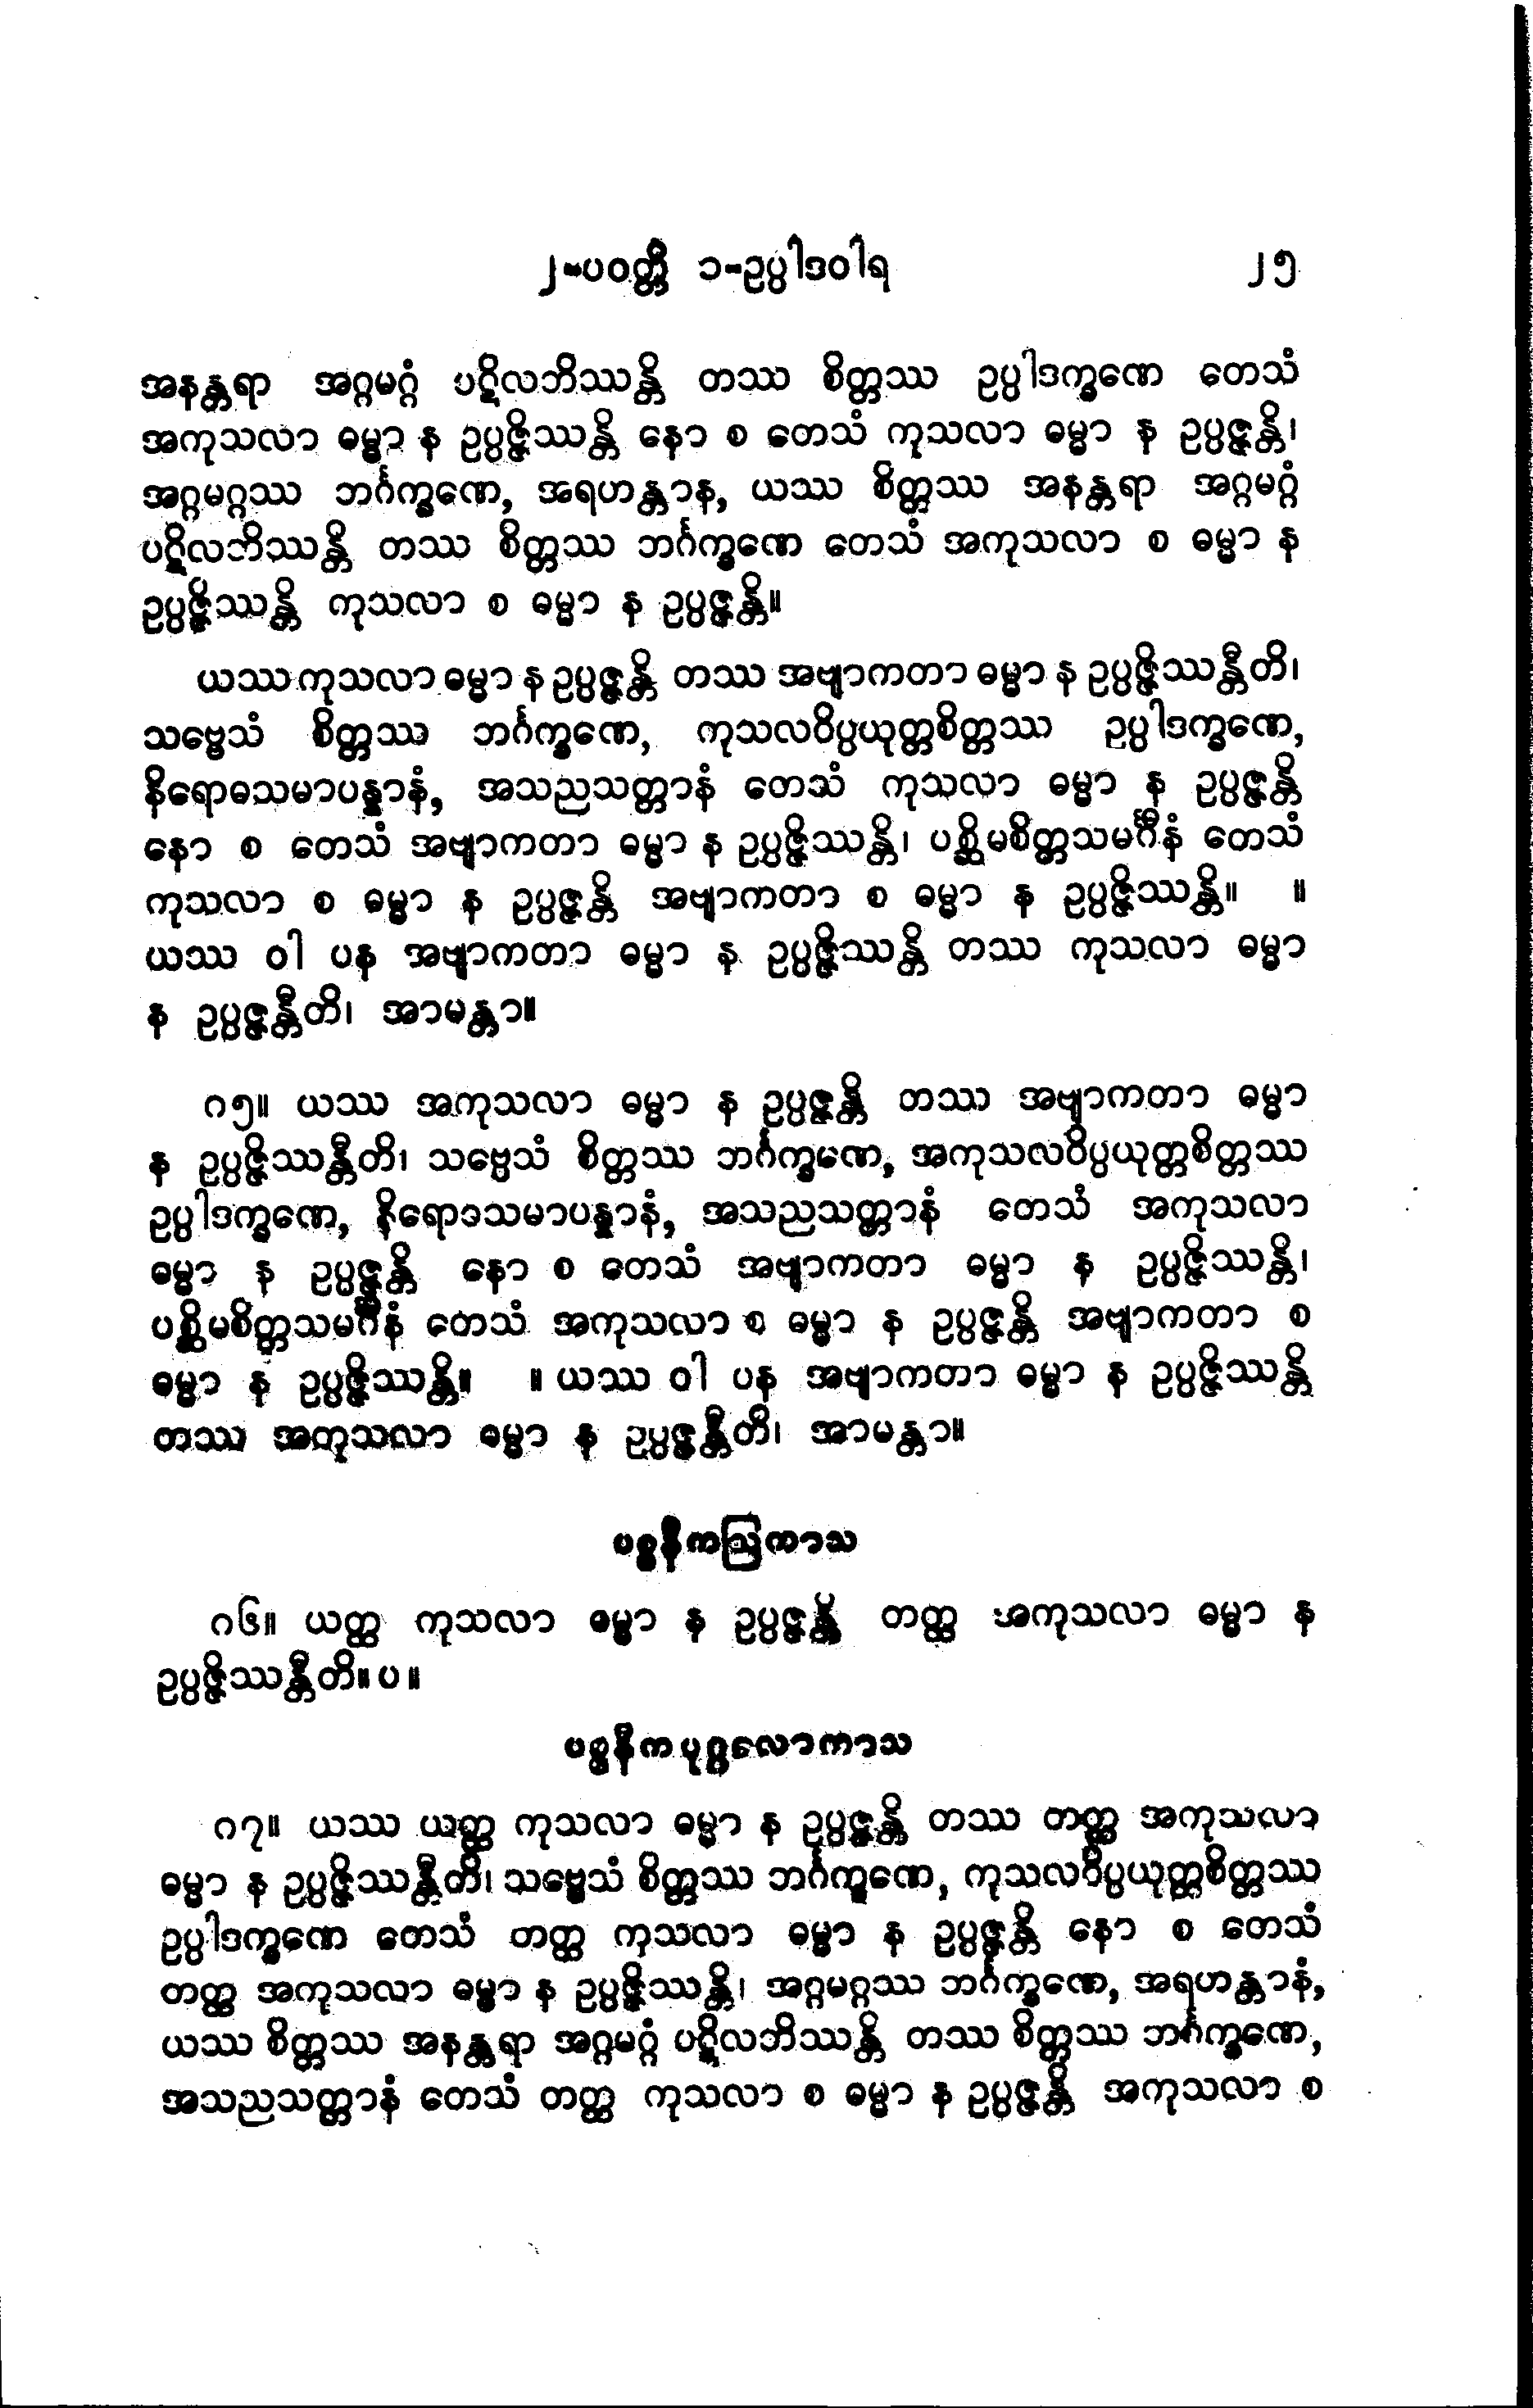 ၂-ပဝတ္တိ ၁-ဥပ္ပါဒဝါရ ၂၅
အနန္တရာ အဂ္ဂမဂ္ဂံ ပဋိလဘိဿန္တိ တဿ စိတ္တဿ ဥပ္ပါဒက္ခဏေ တေသံ
အကုသလာ ဓမ္မာ န ဥပ္ပဇ္ဇိဿန္တိ နော စ တေသံ ကုသလာ ဓမ္မာ န ဥပ္ပဇ္ဇန္တိ၊
အဂ္ဂမဂ္ဂဿ ဘင်္ဂက္ခဏေ, အရဟန္တာန, ယဿ စိတ္တဿ အနန္တရာ အဂ္ဂမဂ္ဂံ
ပဋိလဘိဿန္တိ တဿ စိတ္တဿ ဘင်္ဂက္ခဏေ တေသံ အကုသလာ စ ဓမ္မာ န
ဥပ္ပဇ္ဇိဿန္တိ ကုသလာ စ ဓမ္မာ န ဥပ္ပဇ္ဇန္တိ။
ယဿ ကုသလာ ဓမ္မာ န ဥပ္ပဇ္ဇန္တိ တဿ အဗျာကတာ ဓမ္မာ န ဥပ္ပဇ္ဇိဿန္တီတိ၊
သဗ္ဗေသံ စိတ္တဿ ဘင်္ဂက္ခဏေ, ကုသလဝိပ္ပယုတ္တစိတ္တဿ ဥပ္ပါဒက္ခဏေ,
နိရောဓသမာပန္နာနံ, အသညသတ္တာနံ တေသံ ကုသလာ ဓမ္မာ န ဥပ္ပဇ္ဇန္တိ
နော စ တေသံ အဗျာကတာ ဓမ္မာ န ဥပ္ပဇ္ဇိဿန္တိ၊ ပစ္ဆိမစိတ္တသမင်္ဂီနံ တေသံ
ကုသလာ စ ဓမ္မာ န ဥပ္ပဇ္ဇန္တိ အဗျာကတာ စ ဓမ္မာ န ဥပ္ပဇ္ဇိဿန္တိ။ ။
ယဿ ဝါ ပန အဗျာကတာ ဓမ္မာ န ဥပ္ပဇ္ဇိဿန္တိ တဿ ကုသလာ ဓမ္မာ
န ဥပ္ပဇ္ဇန္တီတိ၊ အာမန္တာ။
ဂ၅။ ယဿ အကုသလာ ဓမ္မာ န ဥပ္ပဇ္ဇန္တိ တဿ အဗျာကတာ ဓမ္မာ
န ဥပ္ပဇ္ဇိဿန္တီတိ၊ သဗ္ဗေသံ စိတ္တဿ ဘင်္ဂက္ခဏေ, အကုသလဝိပ္ပယုတ္တစိတ္တဿ
ဥပ္ပါဒက္ခဏေ, နိရောဒသမာပန္နာနံ, အသညသတ္တာနံ တေသံ အကုသလာ
ဓမ္မာ န ဥပ္ပဇ္ဇန္တိ နော စ တေသံ အဗျာကတာ ဓမ္မာ န ဥပ္ပဇ္ဇိဿန္တိ၊
ပစ္ဆိမစိတ္တသမင်္ဂီနံ တေသံ အကုသလာ စ ဓမ္မာ န ဥပ္ပဇ္ဇန္တိ အဗျာကတာ စ
ဓမ္မာ န ဥပ္ပဇ္ဇိဿန္တိ။ ။ ယဿ ဝါ ပန အဗျာကတာ ဓမ္မာ န ဥပ္ပဇ္ဇိဿန္တိ
တဿ အကုသလာ ဓမ္မာ န ဥပ္ပဇ္ဇန္တီတိ၊ အာမန္တာ။
ပစ္စနီကဩကာသ
ဂ၆။ ယတ္ထ ကုသလာ ဓမ္မာ န ဥပ္ပဇ္ဇန္တိ တတ္ထ အကုသလာ ဓမ္မာ န
ဥပ္ပဇ္ဇိဿန္တီတိ။ ပ ။
ပစ္စနီကပုဂ္ဂလောကာသ
ဂ၇။ ယဿ ယတ္ထ ကုသလာ ဓမ္မာ န ဥပ္ပဇ္ဇန္တိ တဿ တတ္ထ အကုသလာ
ဓမ္မာ န ဥပ္ပဇ္ဇိဿန္တီတိ၊ သဗ္ဗေသံ စိတ္တဿ ဘင်္ဂက္ခဏေ, ကုသလဝိပ္ပယုတ္တစိတ္တဿ
ဥပ္ပါဒက္ခဏေ တေသံ တတ္ထ ကုသလာ ဓမ္မာ န ဥပ္ပဇ္ဇန္တိ နော စ တေသံ
တတ္ထ အကုသလာ ဓမ္မာ န ဥပ္ပဇ္ဇိဿန္တိ၊ အဂ္ဂမဂ္ဂဿ ဘင်္ဂက္ခဏေ, အရဟန္တာနံ,
ယဿ စိတ္တဿ အနန္တရာ အဂ္ဂမဂ္ဂံ ပဋိလဘိဿန္တိ တဿ စိတ္တဿ ဘင်္ဂက္ခဏေ,
အသညသတ္တာနံ တေသံ တတ္ထ ကုသလာ စ ဓမ္မာ န ဥပ္ပဇ္ဇန္တိ အကုသလာ စ